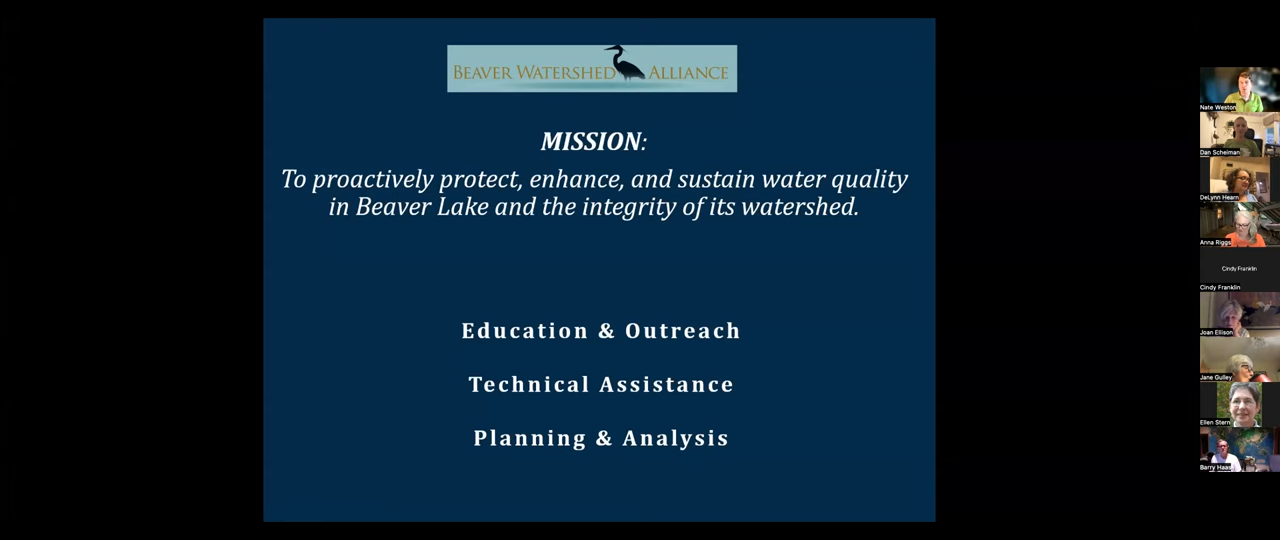 BEAVER WATERSHED ALLIANCE
MISSION:
To proactively protect, enhance, and sustain water quality
in Beaver Lake and the integrity of its watershed.
Education & Outreach
Technical Assistance
Planning & Analysis
Nate Weston
Dan Scheiman
DeLynn Hearn
Anna Riggs
Cindy Franklin
Cindy Franklin
Joan Ellison
Jane Gulley
Ellen Stern
Barry Haas